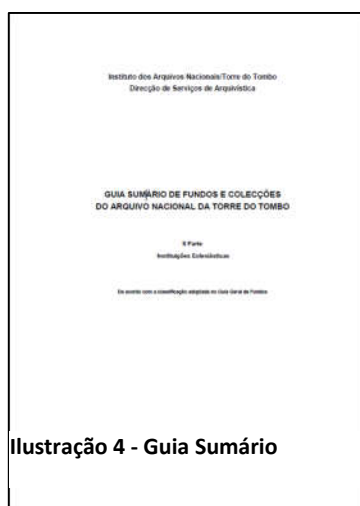 Instituto dos Arquivos Nacionais/Torre do Tombo
Direcção de Serviços de Arquivística
GUIA SUMÁRIO DE FUNDOS E COLECÇÕES
DO ARQUIVO NACIONAL DA TORRE DO TOMBO
Parte
Instituições Eclesiásticas
De acordo com a classificação adoptada no Guia Geral de Fundos
Ilustração 4 - Guia Sumário